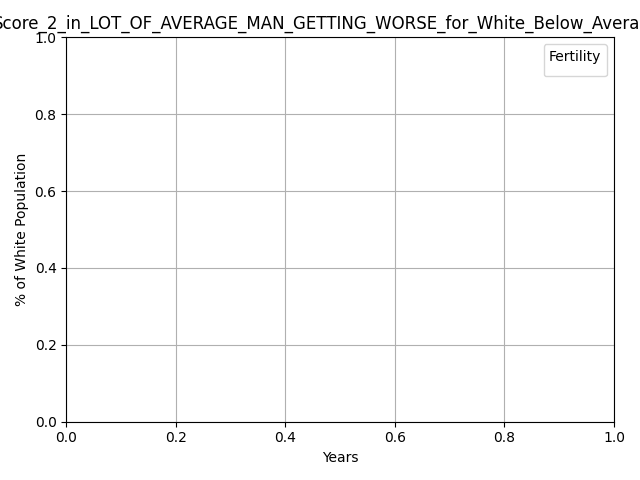 Score_2_in_LOT_OF_AVERAGE_MAN_GETTING_WORSE_for_White_Below_Avera
1.0
Fertility
0.8
0.6
0.4
0.2
0.0
% of White Population
0.0 0.2 0.4 0.6 0.8 1.0
Years